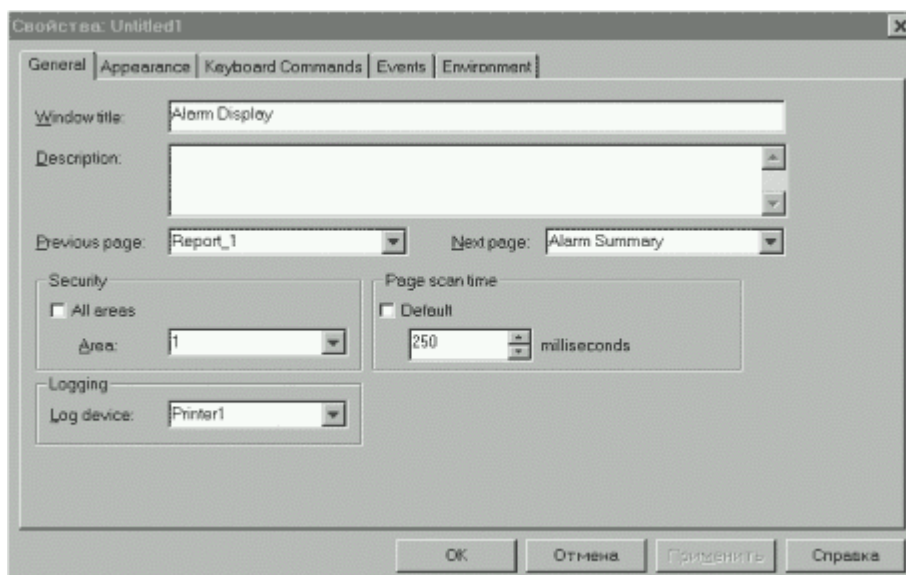 Свойства: Untitled1
General Appearance Keyboard Commands Events Environment
Window title: Alarm Display
Description:
Previous page: Report_1 Next page: Alarm Summary
Security Page scan time
All areas Default
Area: 1 250 milliseconds
Logging
Log device: Printer1
OK Отмена Применить Справка